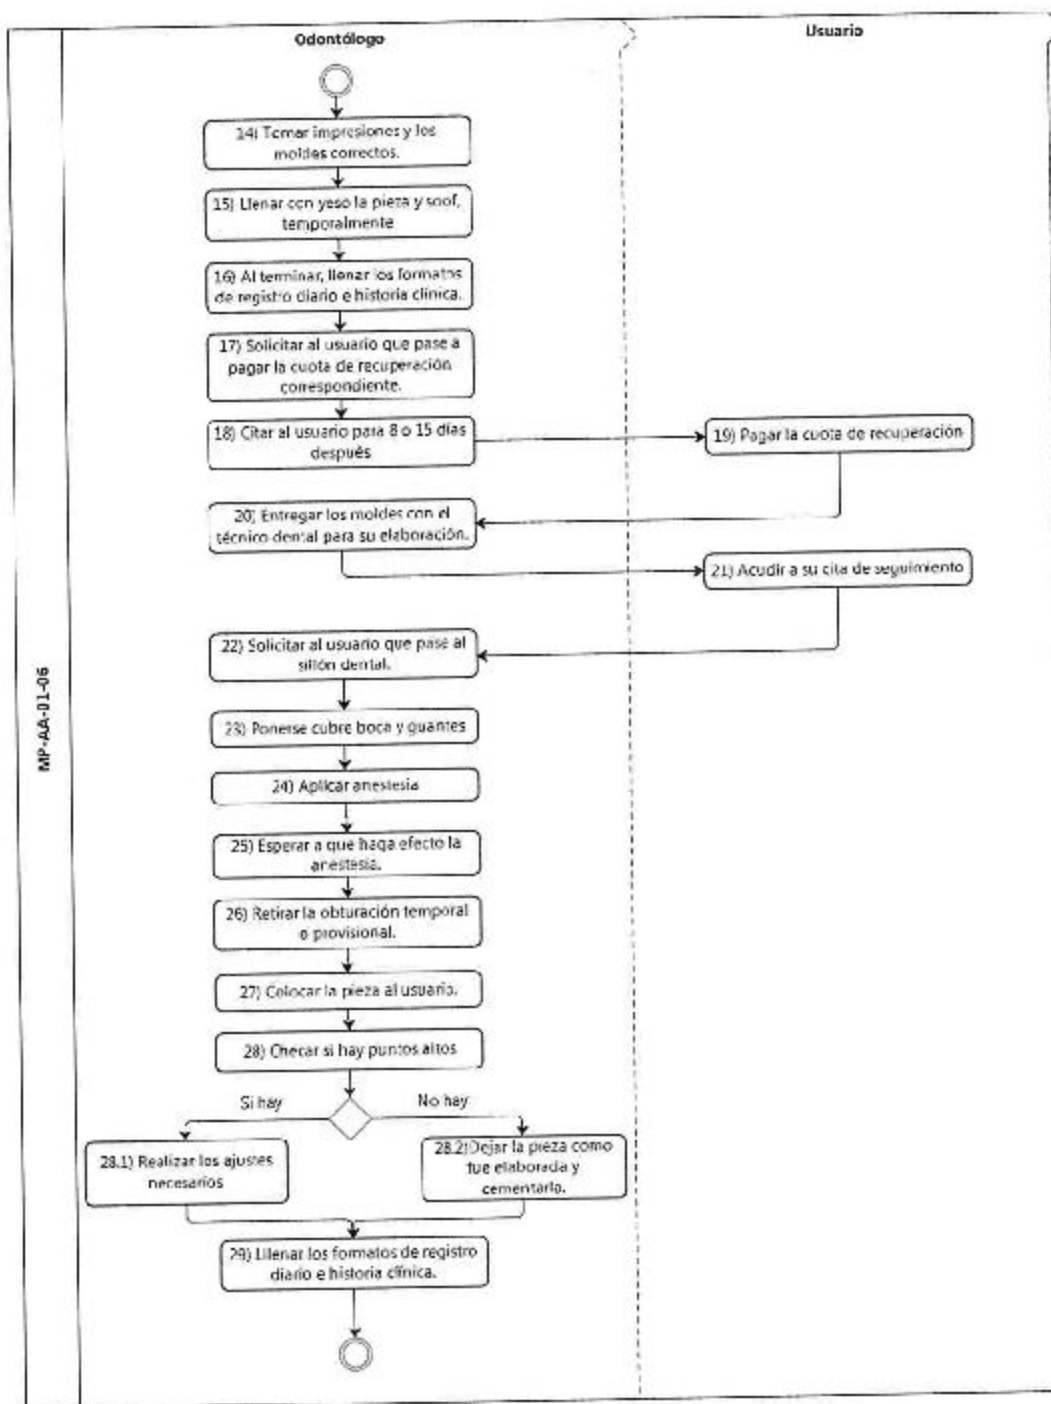 Odontólogo
Usuario
MP-AA-01-06
14) Tomar impresiones y los
moldes correctos.
15) Llenar con yeso la pieza y soof,
temporalmente
16) Al terminar, llenar los formatos
de registro diario e historia clínica.
17) Solicitar al usuario que pase a
pagar la cuota de recuperación
correspondiente.
18) Citar al usuario para 8 o 15 días
después
19) Pagar la cuota de recuperación
20) Entregar los moldes con el
técnico dental para su elaboración.
21) Acudir a su cita de seguimiento
22) Solicitar al usuario que pase al
sillón dental.
23) Ponerse cubre boca y guantes
24) Aplicar anestesia
25) Esperar a que haga efecto la
anestesia.
26) Retirar la obturación temporal
o provisional.
27) Colocar la pieza al usuario.
28) Checar si hay puntos altos
Si hay
No hay
28.1) Realizar los ajustes
necesarios
28.2)Dejar la pieza como
fue elaborada y
cementarla.
29) Llenar los formatos de registro
diario e historia clínica.